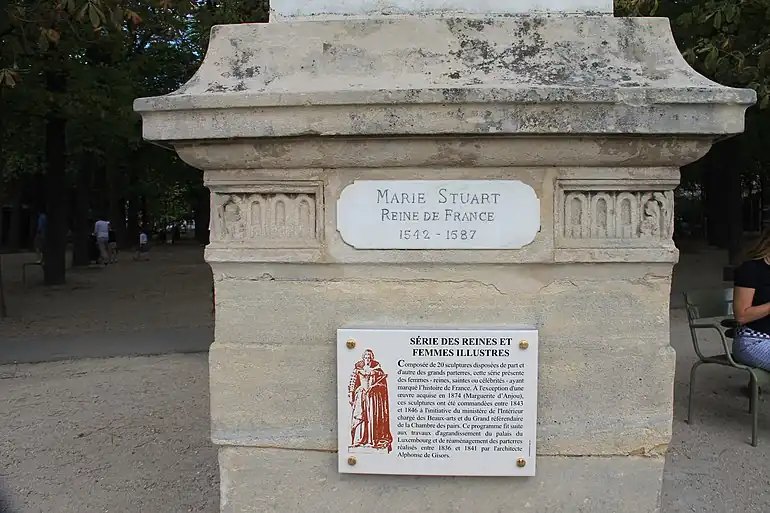 MARIE STUART
REINE DE FRANCE
1542 - 1587
SÉRIE DES REINES ET
FEMMES ILLUSTRES
Composée de 20 sculptures disposées de part et
d'autre des grands parterres, cette série présente
des femmes - reines, saintes ou célébrités - ayant
marqué l'histoire de France. À l'exception d'une
œuvre acquise en 1874 (Marguerite d'Anjou),
ces sculptures ont été commandées entre 1843
et 1846 à l'initiative du ministère de l'Intérieur
chargé des Beaux-arts et du Grand référendaire
de la Chambre des pairs. Ce programme fit suite
aux travaux d'agrandissement du palais du
Luxembourg et de réaménagement des parterres
réalisés entre 1836 et 1841 par l'architecte
Alphonse de Gisors.